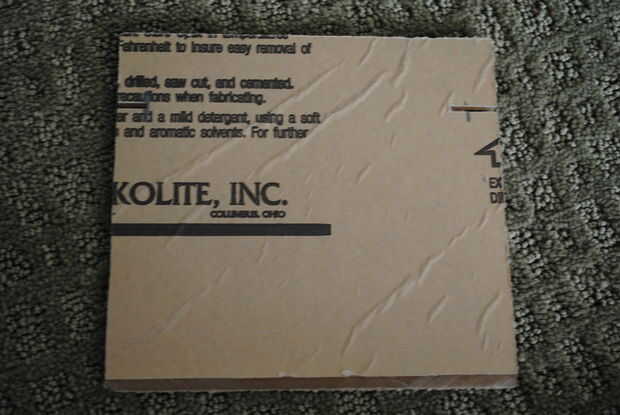 Fahrenheit to insure easy removal of
drilled, saw cut, and cemented.
when fabricating.
and a mild detergent, using a soft
and aromatic solvents. For further
KOLITE, INC.
COLUMBUS, OHIO
EX